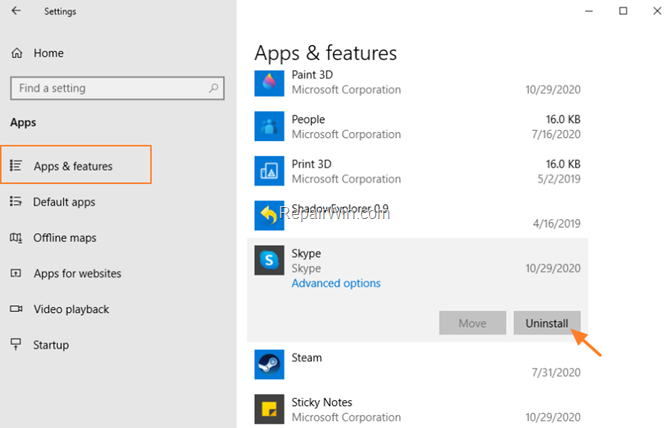 Settings
Home
Find a setting
Apps
Apps & features
Default apps
Offline maps
Apps for websites
Video playback
Startup
Apps & features
Paint 3D
Microsoft Corporation 10/29/2020
People 16.0 KB
Microsoft Corporation 7/16/2020
Print 3D 16.0 KB
Microsoft Corporation 5/2/2019
ShadowExplorer 0.9
RepairWin.com
4/16/2019
Skype
Skype 10/29/2020
Advanced options
Move Uninstall
Steam
7/31/2020
Sticky Notes
Microsoft Corporation 10/29/2020